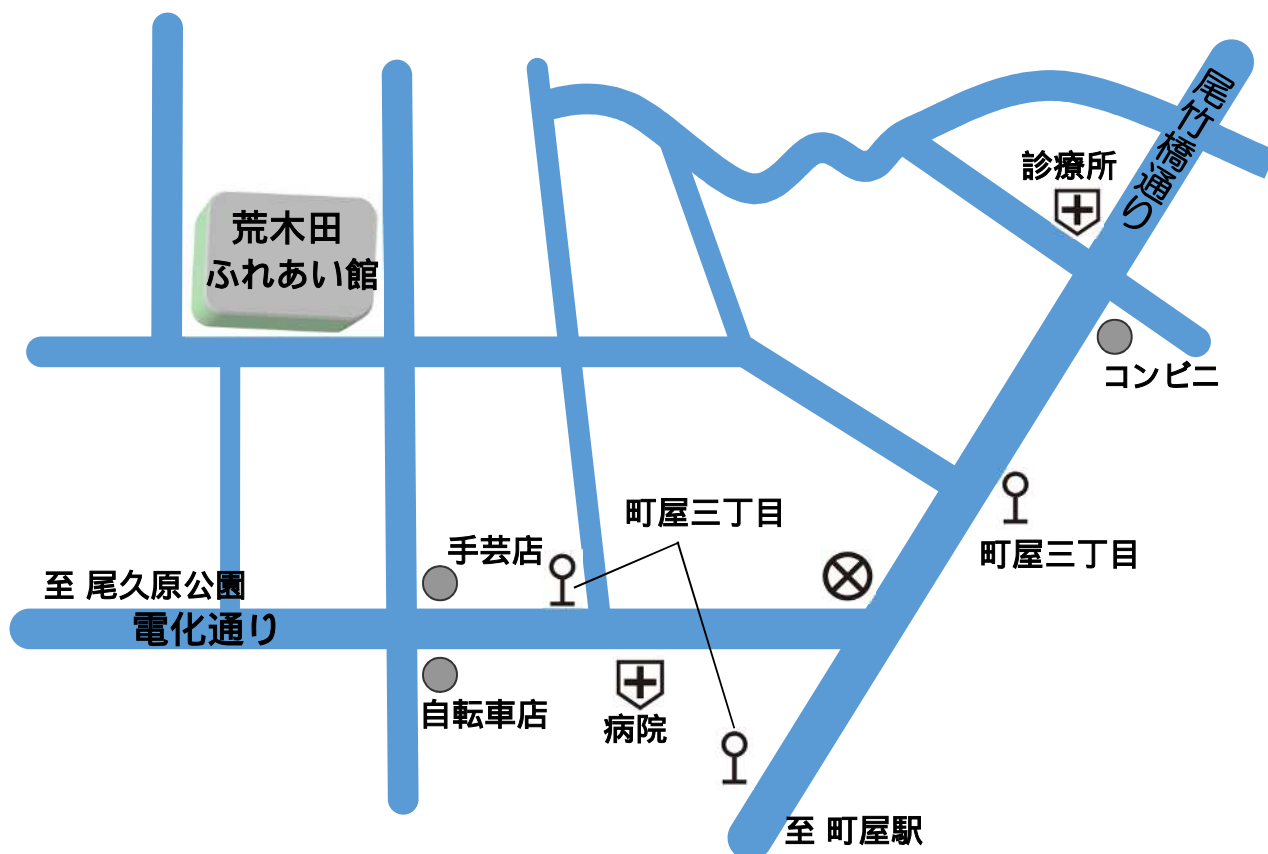 尾竹橋通り
診療所
荒木田
ふれあい館
コンビニ
町屋三丁目
手芸店
町屋三丁目
至 尾久原公園
電化通り
自転車店
病院
至 町屋駅